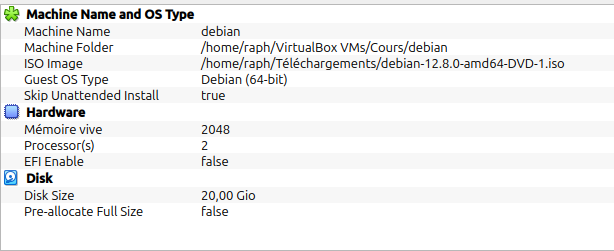 Machine Name and OS Type
Machine Name debian
Machine Folder /home/raph/VirtualBox VMs/Cours/debian
ISO Image /home/raph/Téléchargements/debian-12.8.0-amd64-DVD-1.iso
Guest OS Type Debian (64-bit)
Skip Unattended Install true
Hardware
Mémoire vive 2048
Processor(s) 2
EFI Enable false
Disk
Disk Size 20,00 Gio
Pre-allocate Full Size false